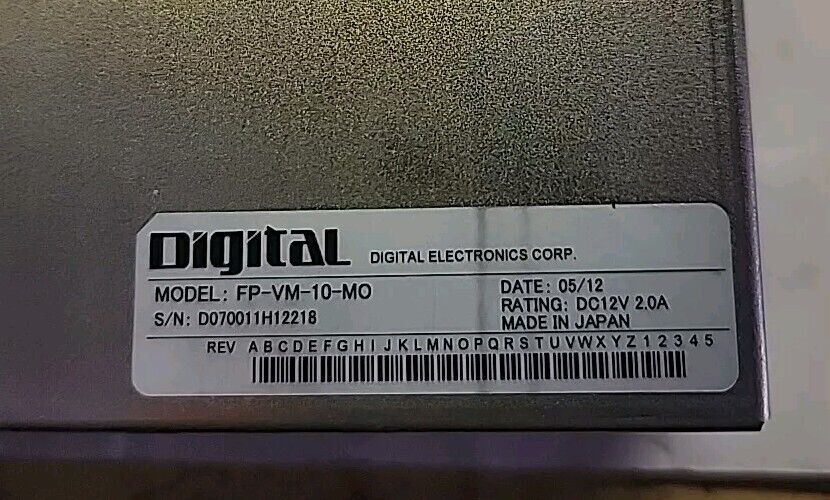 Digital DIGITAL ELECTRONICS CORP.
MODEL: FP-VM-10-MO
S/N: D070011H12218
DATE: 05/12
RATING: DC12V 2.0A
MADE IN JAPAN
REV A B C D E F G H I J K L M N O P Q R S T U V W X Y Z 1 2 3 4 5